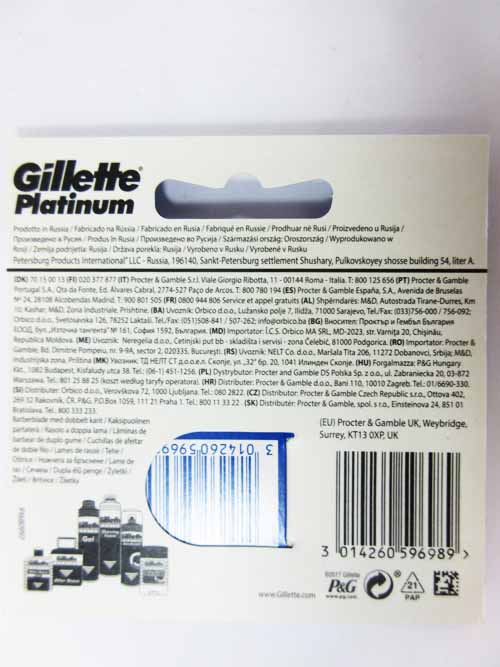 Gillette®
Platinum
Prodotto in Russia / Fabricado na Rússia / Fabricado en Rusia / Fabriqué en Russie / Prodhuar në Rusi / Proizvedeno u Rusija /
Произведено в Русия / Produs în Rusia / Произведено во Русија / Származási ország: Oroszország / Wyprodukowano w
Rosji / Zemlja podrijetla: Rusija / Država porekla: Rusija / Vyrobeno v Rusku / Vyrobené v Rusku
Petersburg Products International" LLC - Russia, 196140, Sankt-Petersburg settlement Shushary, Pulkovskoyey shosse building 54, liter A.
(DK) 70 15 00 13 (FI) 020 377 877 (IT) Procter & Gamble S.r.l. Viale Giorgio Ribotta, 11 - 00144 Roma - Italia. T: 800 125 656 (PT) Procter & Gamble
Portugal S.A., Qta da Fonte, Ed. Álvares Cabral, 2774-527 Paço de Arcos. T: 800 780 194 (ES) Procter & Gamble España, S.A., Avenida de Bruselas
Nº 24, 28108 Alcobendas Madrid, T: 900 801 505 (FR) 0800 944 806 Service et appel gratuits (AL) Shpërndarës: M&D, Autostrada Tirane-Durres, Km
10; Kashar; M&D, Zona Industriale, Prishtine. (BA) Uvoznik: Orbico d.o.o., Lužansko polje 7, Ilidža, 71000 Sarajevo, Tel./Fax: (033)756-000 / 756-092;
Orbico d.o.o., Svetosavska 126, 78252 Laktaši. Tel./Fax: (051)508-841 / 507-262; info@orbico.ba (BG) Вносител: Проктър и Гембъл България
ЕООД, бул. „Източна тангента" № 161, София 1592, България. (MD) Importator: Î.C.S. Orbico MA SRL, MD-2023, str. Varniţa 20, Chişinău,
Republica Moldova. (ME) Uvoznik: Neregelia d.o.o., Cetinjski put bb - skladišta i servisi - zona Čelebić, 81000 Podgorica. (RO) Importator: Procter &
Gamble, Bd. Dimitrie Pompeiu, nr. 9-9A, sector 2, 020335, Bucureşti. (RS) Uvoznik: NELT Co. d.o.o., Maršala Tita 206, 11272 Dobanovci, Srbija; M&D,
industrijska zona, Priština. (MK) Увозник: ТД НЕЛТ СТ д.о.о.е.л Скопје, ул „32" бр. 20, 1041 Илинден, Скопје. (HU) Forgalmazza: P&G Hungary
Kkt., 1082 Budapest, Kisfaludy utca 38. Tel.: (06-1) 451-1256. (PL) Dystrybutor: Procter and Gamble DS Polska sp. z o.o., ul. Zabraniecka 20, 03-872
Warszawa, Tel.: 801 25 88 25 (koszt według taryfy operatora). (HR) Distributer: Procter & Gamble d.o.o., Bani 110, 10010 Zagreb. Tel.: 01/6690-330.
(SI) Distributer: Orbico d.o.o., Verovškova 72, 1000 Ljubljana. Tel.: 080 2822. (CZ) Distributor: Procter & Gamble Czech Republic s.r.o., Ottova 402,
269 32 Rakovník, ČR. P&G, P.O.Box 1059, 111 21 Praha 1. Tel.: 800 11 33 22 . (SK) Distributor: Procter & Gamble, spol. s r.o., Einsteinova 24, 851 01
Bratislava. Tel.: 800 333 233.
Barberblade med dobbelt kant / Kaksipuoleinen
partaterä / Rasoio a doppia lama / Lâminas de
barbear de duplo gume / Cuchillas de afeitar
de doble filo / Lames de rasoir / Tehe
Ožiljce / Ножчета за бръснене / Lame de
ras / Сечива / Dupla élű penge / Żyletki /
Žileti / Britvice / Žiletky
(EU) Procter & Gamble UK, Weybridge,
Surrey, KT13 0XP, UK
3 014260 59698
3 014260 596989 >
Gillette
Gel
www.Gillette.com
©2017 Gillette
P&G
www.pg.com
21
PAP